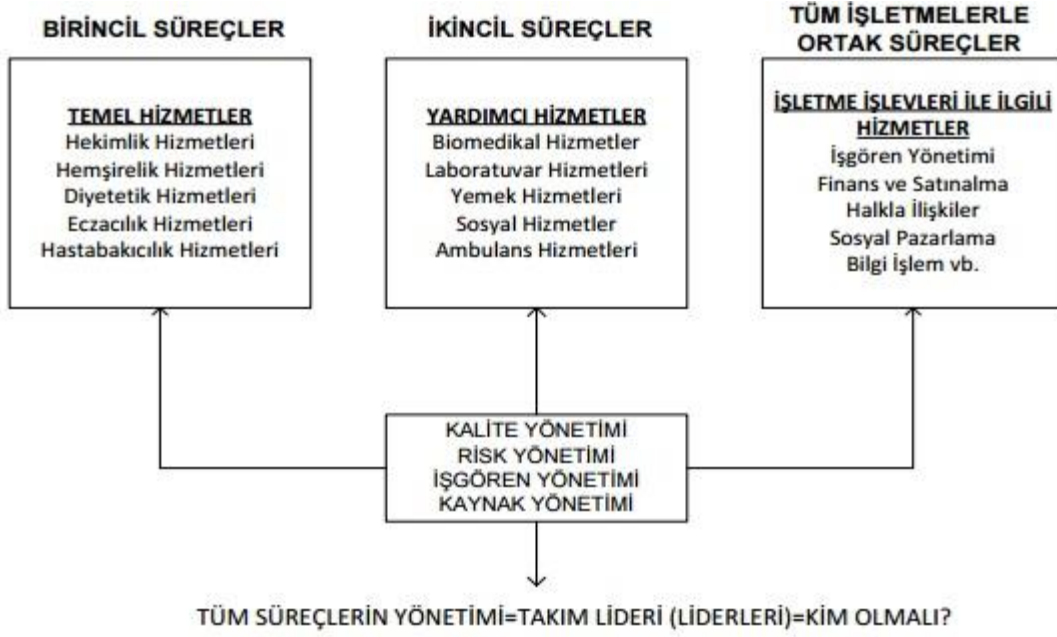 BİRİNCİL SÜREÇLER
TEMEL HİZMETLER
Hekimlik Hizmetleri
Hemşirelik Hizmetleri
Diyetetik Hizmetleri
Eczacılık Hizmetleri
Hastabakıcılık Hizmetleri
İKİNCİL SÜREÇLER
YARDIMCI HİZMETLER
Biomedikal Hizmetler
Laboratuvar Hizmetleri
Yemek Hizmetleri
Sosyal Hizmetler
Ambulans Hizmetleri
TÜM İŞLETMELERLE
ORTAK SÜREÇLER
İŞLETME İŞLEVLERİ İLE İLGİLİ
HİZMETLER
İşgören Yönetimi
Finans ve Satınalma
Halkla İlişkiler
Sosyal Pazarlama
Bilgi İşlem vb.
KALİTE YÖNETİMİ
RİSK YÖNETİMİ
İŞGÖREN YÖNETİMİ
KAYNAK YÖNETİMİ
TÜM SÜREÇLERİN YÖNETİMİ=TAKIM LİDERİ (LİDERLERİ)=KİM OLMALI?